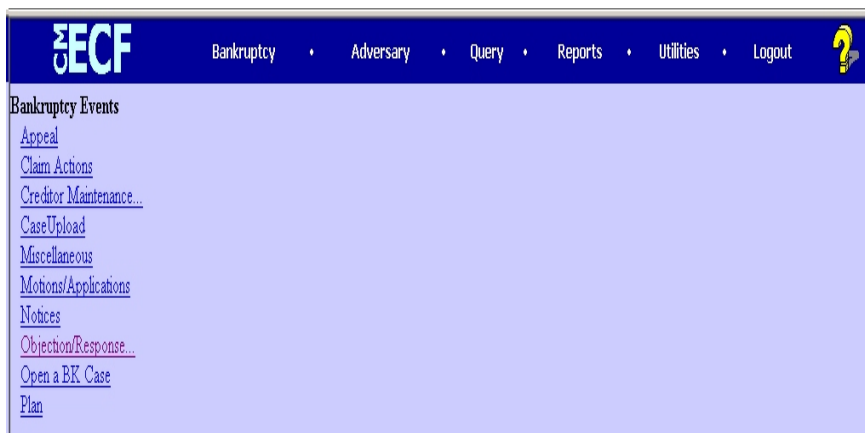 CM ECF Bankruptcy • Adversary • Query • Reports • Utilities • Logout ?
Bankruptcy Events
Appeal
Claim Actions
Creditor Maintenance...
CaseUpload
Miscellaneous
Motions/Applications
Notices
Objection/Response...
Open a BK Case
Plan